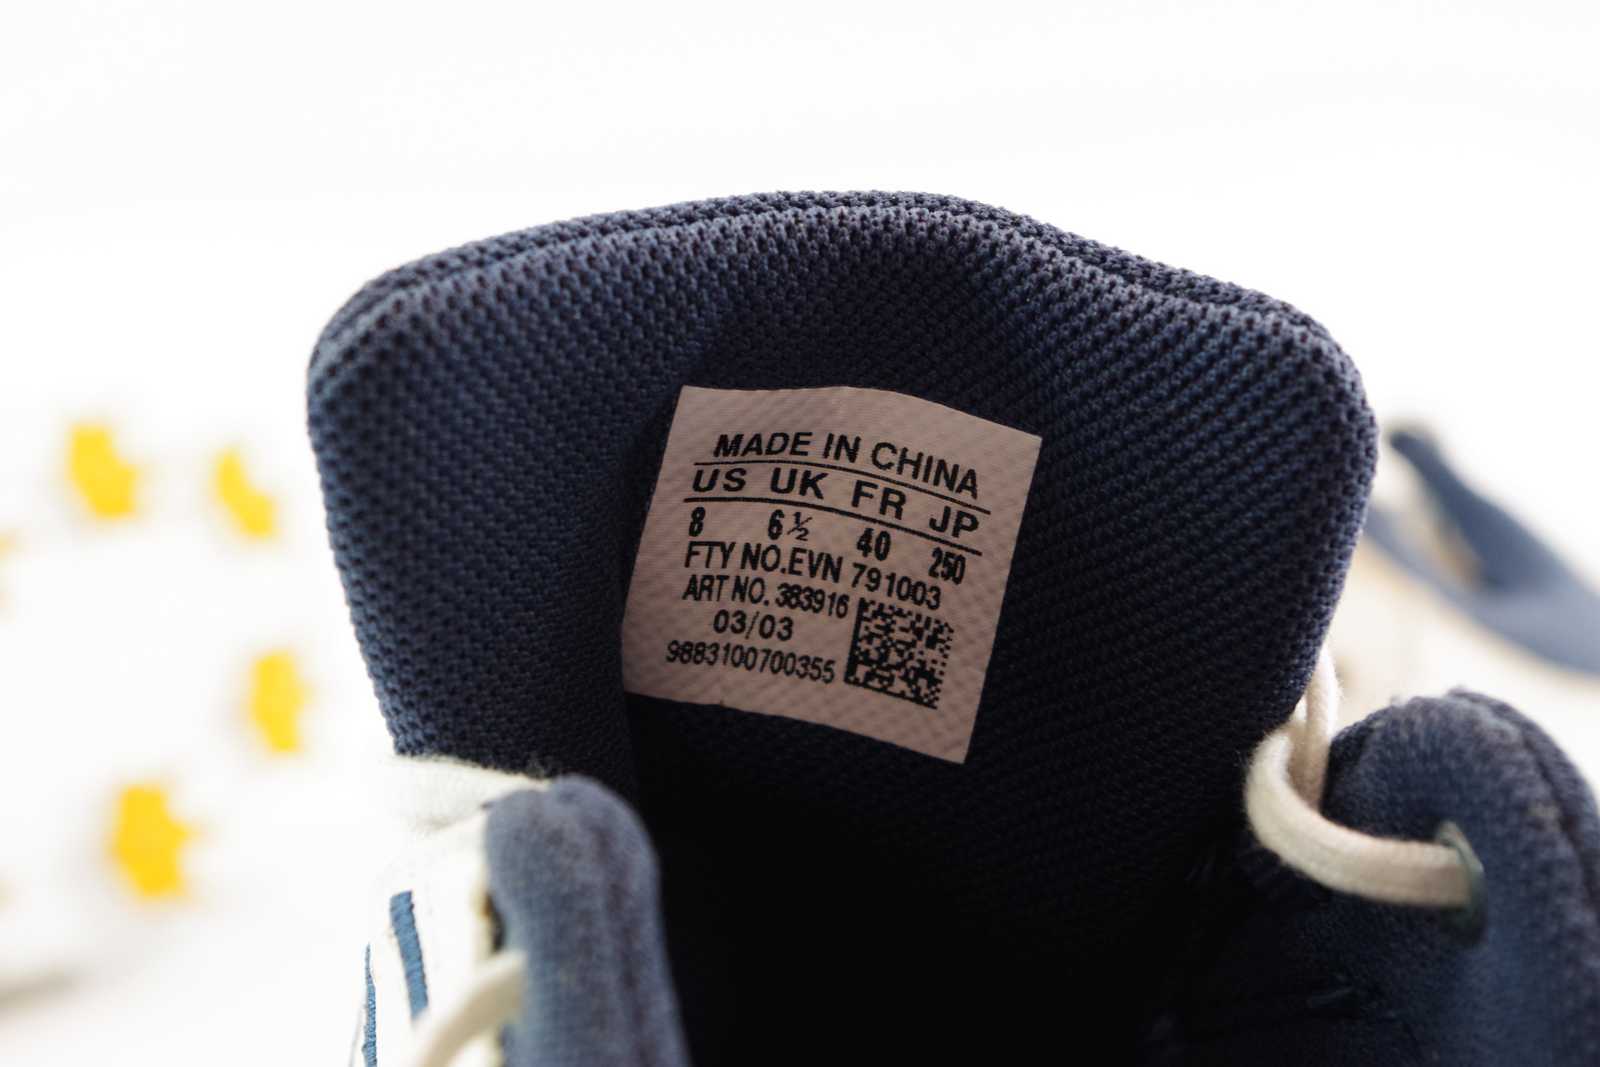 MADE IN CHINA
US UK FR JP
8 6½ 40 250
FTY NO.EVN 791003
ART NO. 383916
03/03
9883100700355